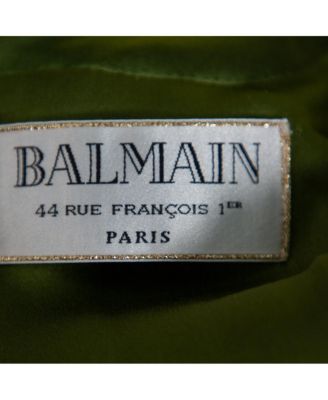 BALMAIN
44 RUE FRANÇOIS 1ER
PARIS